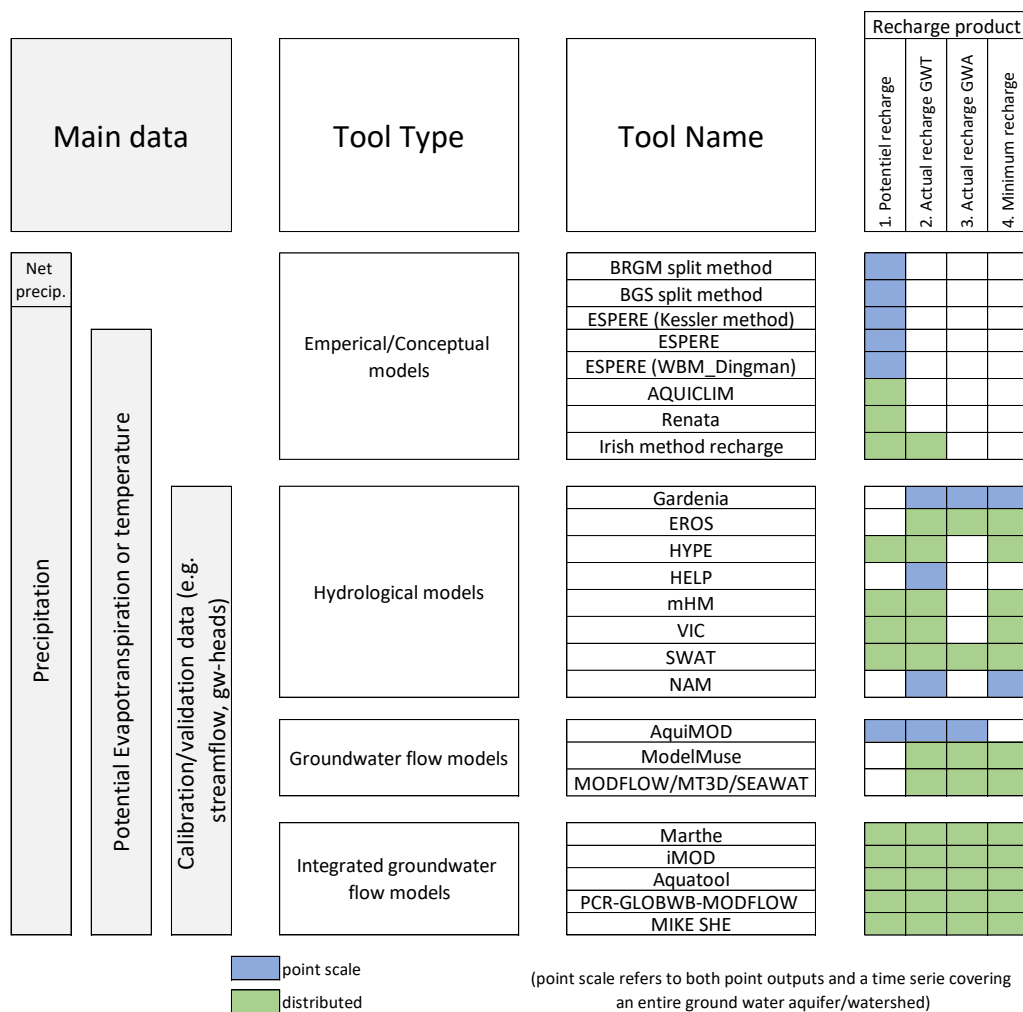 Main data
Tool Type
Tool Name
Recharge product
1. Potentiel recharge
2. Actual recharge GWT
3. Actual recharge GWA
4. Minimum recharge
Net
precip.
Precipitation
Potential Evapotranspiration or temperature
Calibration/validation data (e.g.
streamflow, gw-heads)
Emperical/Conceptual
models
BRGM split method
BGS split method
ESPERE (Kessler method)
ESPERE
ESPERE (WBM_Dingman)
AQUICLIM
Renata
Irish method recharge
Hydrological models
Gardenia
EROS
HYPE
HELP
mHM
VIC
SWAT
NAM
Groundwater flow models
AquiMOD
ModelMuse
MODFLOW/MT3D/SEAWAT
Integrated groundwater
flow models
Marthe
iMOD
Aquatool
PCR-GLOBWB-MODFLOW
MIKE SHE
point scale
distributed
(point scale refers to both point outputs and a time serie covering
an entire ground water aquifer/watershed)